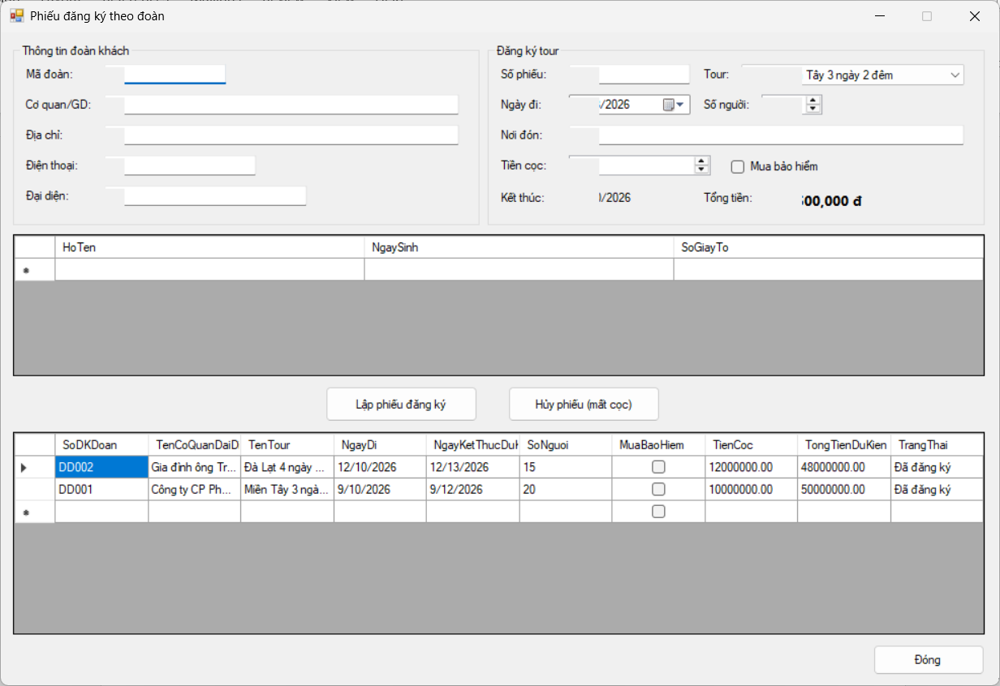 Phiếu đăng ký theo đoàn
Thông tin đoàn khách
Mã đoàn:
Cơ quan/GD:
Địa chỉ:
Điện thoại:
Đại diện:
Đăng ký tour
Số phiếu:
Tour: Tây 3 ngày 2 đêm
Ngày đi: /2026
Số người:
Nơi đón:
Tiền cọc:
Mua bảo hiểm
Kết thúc: /2026
Tổng tiền: 00,000 đ
HoTen NgaySinh SoGiayTo
Lập phiếu đăng ký
Hủy phiếu (mất cọc)
SoDKDoan TenCoQuanDaiD TenTour NgayDi NgayKetThucDuK SoNguoi MuaBaoHiem TienCoc TongTienDuKien TrangThai
DD002 Gia đình ông Tr... Đà Lạt 4 ngày ... 12/10/2026 12/13/2026 15 12000000.00 48000000.00 Đã đăng ký
DD001 Công ty CP Ph... Miền Tây 3 ngà... 9/10/2026 9/12/2026 20 10000000.00 50000000.00 Đã đăng ký
Đóng